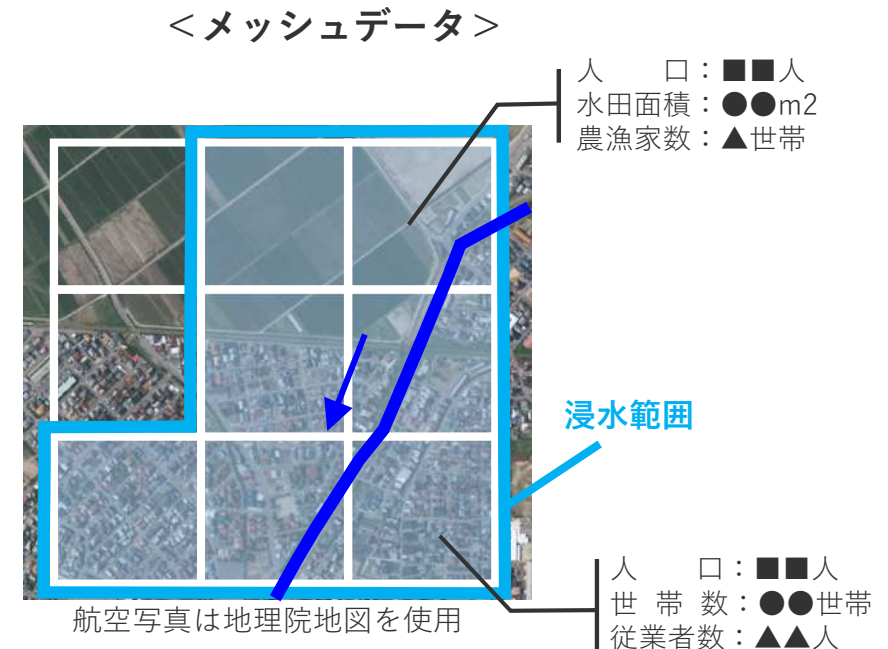 ＜メッシュデータ＞
人　　口：■■人
水田面積：●●m2
農漁家数：▲世帯
浸水範囲
人　　口：■■人
世 帯 数：●●世帯
従業者数：▲▲人
航空写真は地理院地図を使用